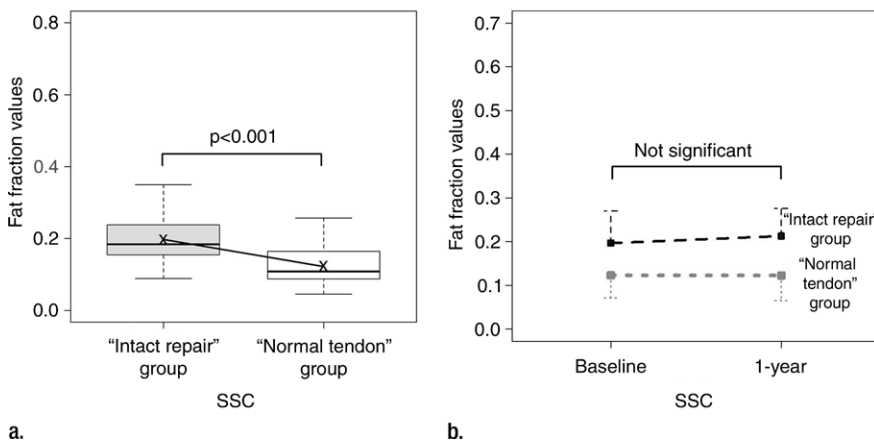 0.8
0.6
0.4
0.2
0.0
Fat fraction values
p<0.001
“Intact repair”
group
“Normal tendon”
group
SSC
a.
0.7
0.6
0.5
0.4
0.3
0.2
0.1
0.0
Fat fraction values
Not significant
“Intact repair”
group
“Normal
tendon”
group
Baseline
1-year
SSC
b.